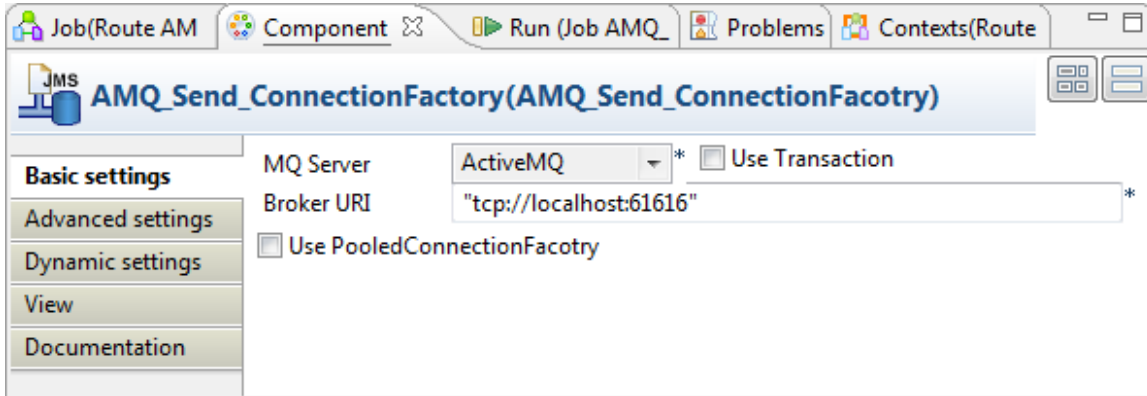 Job(Route AM Component Run (Job AMQ_ Problems Contexts(Route
JMS
AMQ_Send_ConnectionFactory(AMQ_Send_ConnectionFacotry)
Basic settings
Advanced settings
Dynamic settings
View
Documentation
MQ Server ActiveMQ * Use Transaction
Broker URI "tcp://localhost:61616" *
Use PooledConnectionFacotry